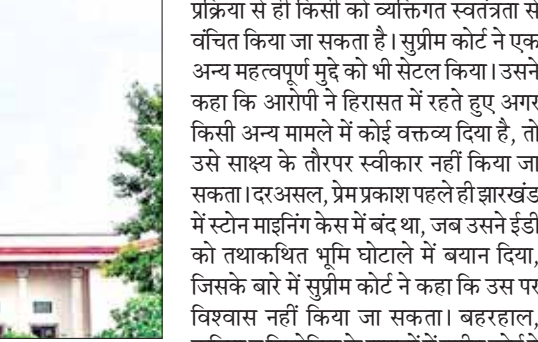 प्रक्रिया से ही किसी को व्यक्तिगत स्वतंत्रता से
वंचित किया जा सकता है। सुप्रीम कोर्ट ने एक
अन्य महत्वपूर्ण मुद्दे को भी सेटल किया। उसने
कहा कि आरोपी ने हिरासत में रहते हुए अगर
किसी अन्य मामले में कोई वक्तव्य दिया है, तो
उसे साक्ष्य के तौरपर स्वीकार नहीं किया जा
सकता।दरअसल, प्रेम प्रकाश पहले ही झारखंड
में स्टोन माइनिंग केस में बंद था, जब उसने ईडी
को तथाकथित भूमि घोटाले में बयान दिया,
जिसके बारे में सुप्रीम कोर्ट ने कहा कि उस पर
विश्वास नहीं किया जा सकता। बहरहाल,